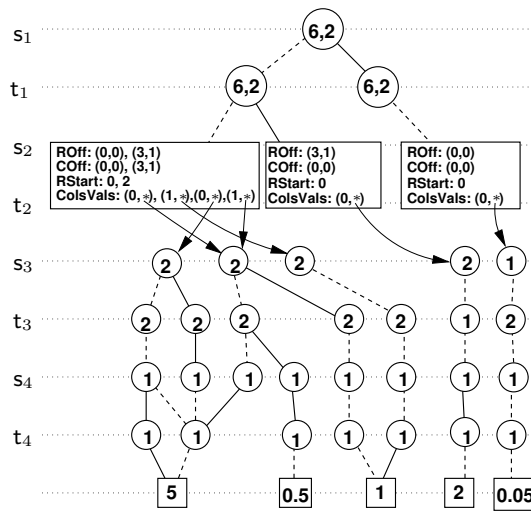 s1 6,2
t1 6,2 6,2
s2
ROff: (0,0), (3,1)
COff: (0,0), (3,1)
RStart: 0, 2
ColsVals: (0,*), (1,*),(0,*),(1,*)
ROff: (3,1)
COff: (0,0)
RStart: 0
ColsVals: (0,*)
ROff: (0,0)
COff: (0,0)
RStart: 0
ColsVals: (0,*)
t2
s3 2 2 2 2 1
t3 2 2 2 2 2 1 2
s4 1 1 1 1 1 1 1 1
t4 1 1 1 1 1 1 1
5 0.5 1 2 0.05